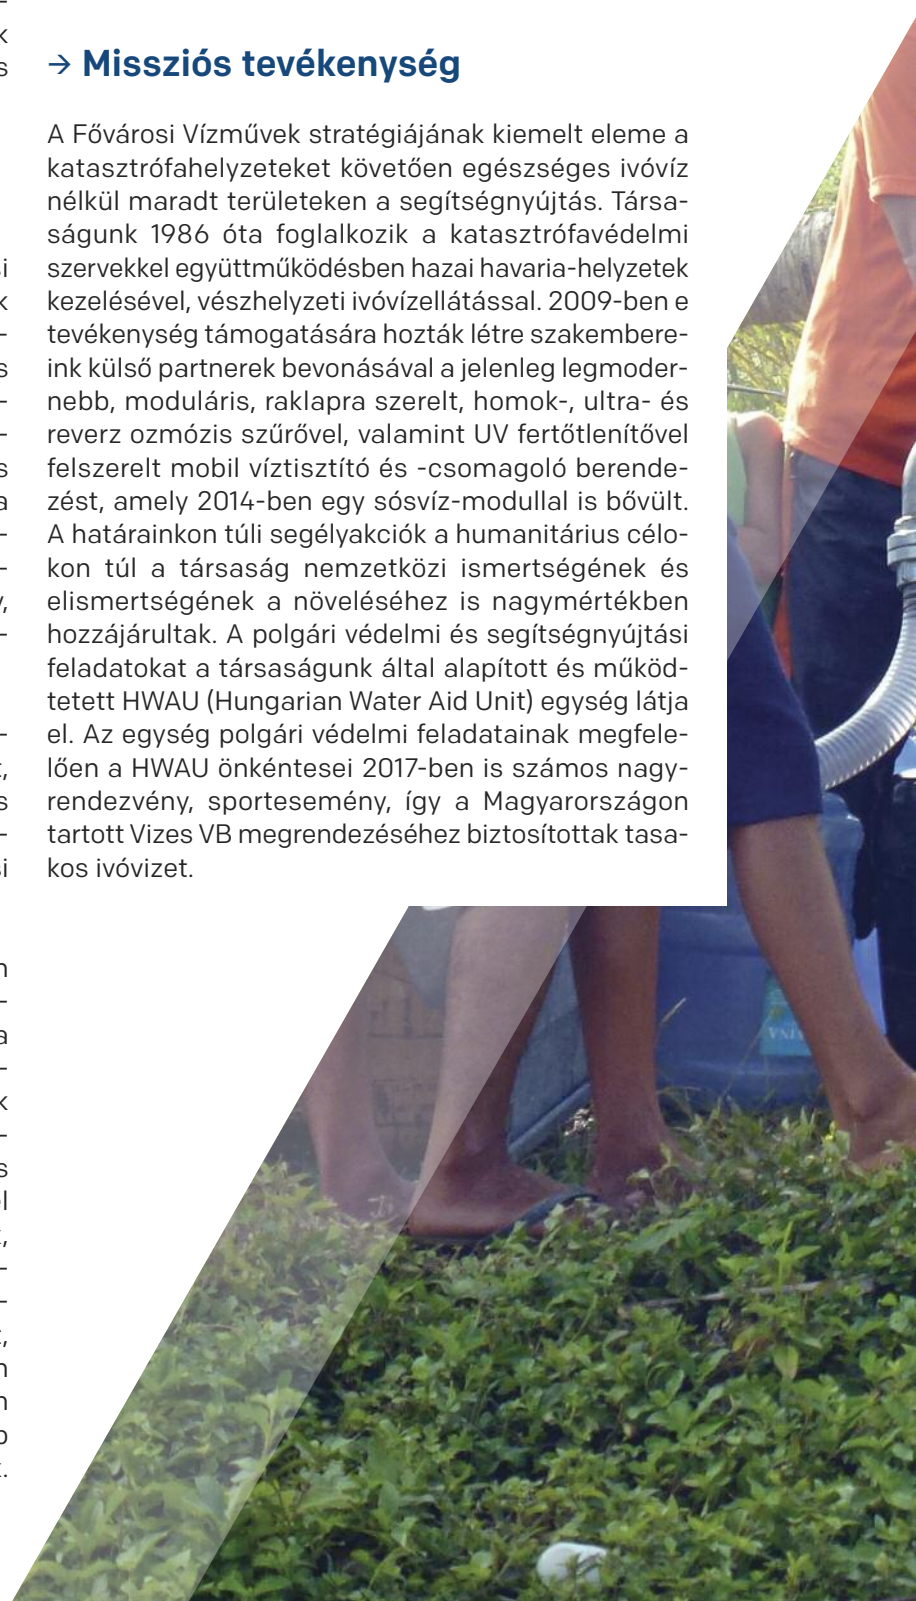 → Missziós tevékenység
A Fővárosi Vízművek stratégiájának kiemelt eleme a
katasztrófahelyzeteket követően egészséges ivóvíz
nélkül maradt területeken a segítségnyújtás. Társa-
ságunk 1986 óta foglalkozik a katasztrófavédelmi
szervekkel együttműködésben hazai havaria-helyzetek
kezelésével, vészhelyzeti ivóvízellátással. 2009-ben e
tevékenység támogatására hozták létre szakembere-
ink külső partnerek bevonásával a jelenleg legmoder-
nebb, moduláris, raklapra szerelt, homok-, ultra- és
reverz ozmózis szűrővel, valamint UV fertőtlenítővel
felszerelt mobil víztisztító és -csomagoló berende-
zést, amely 2014-ben egy sósvíz-modullal is bővült.
A határainkon túli segélyakciók a humanitárius célo-
kon túl a társaság nemzetközi ismertségének és
elismertségének a növeléséhez is nagymértékben
hozzájárultak. A polgári védelmi és segítségnyújtási
feladatokat a társaságunk által alapított és működ-
tetett HWAU (Hungarian Water Aid Unit) egység látja
el. Az egység polgári védelmi feladatainak megfele-
lően a HWAU önkéntesei 2017-ben is számos nagy-
rendezvény, sportesemény, így a Magyarországon
tartott Vizes VB megrendezéséhez biztosítottak tasa-
kos ivóvizet.